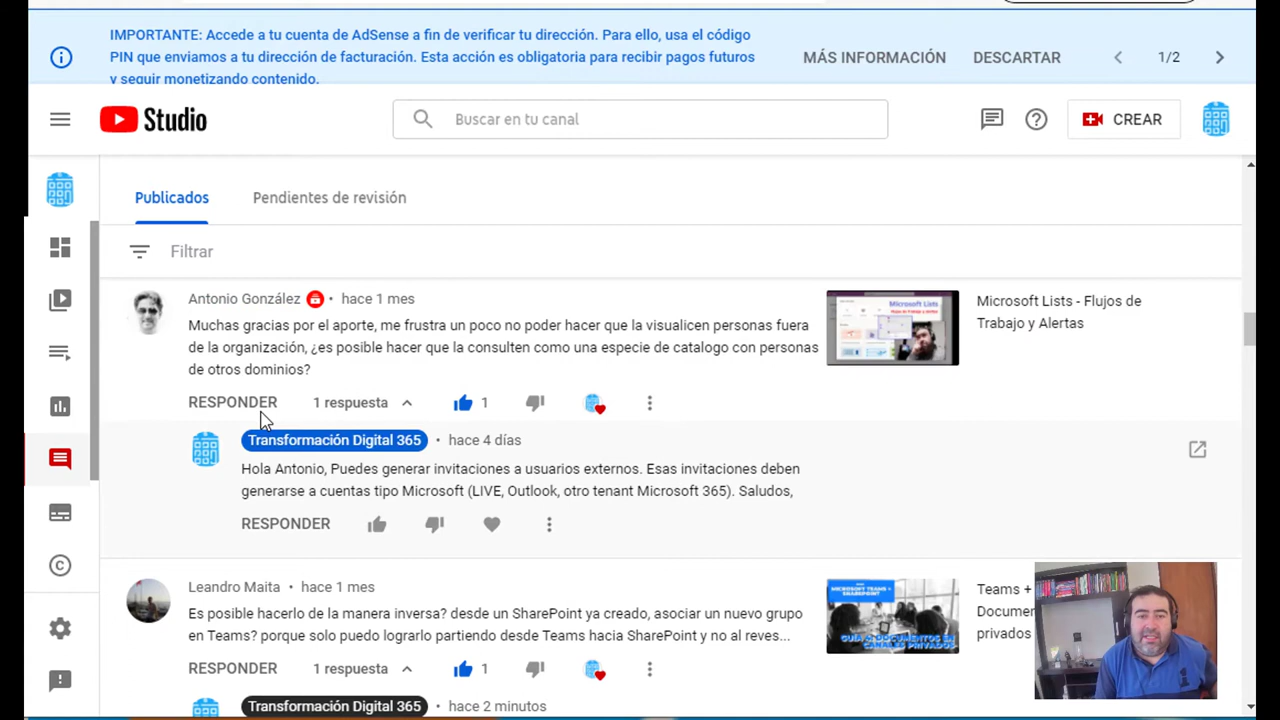 IMPORTANTE: Accede a tu cuenta de AdSense a fin de verificar tu dirección. Para ello, usa el código
PIN que enviamos a tu dirección de facturación. Esta acción es obligatoria para recibir pagos futuros
y seguir monetizando contenido.
MÁS INFORMACIÓN
DESCARTAR
1/2
Studio
Buscar en tu canal
CREAR
Publicados
Pendientes de revisión
Filtrar
Antonio González • hace 1 mes
Muchas gracias por el aporte, me frustra un poco no poder hacer que la visualicen personas fuera
de la organización, ¿es posible hacer que la consulten como una especie de catalogo con personas
de otros dominios?
RESPONDER
1 respuesta
1
Microsoft Lists
Microsoft Lists - Flujos de
Trabajo y Alertas
Transformación Digital 365 • hace 4 días
Hola Antonio, Puedes generar invitaciones a usuarios externos. Esas invitaciones deben
generarse a cuentas tipo Microsoft (LIVE, Outlook, otro tenant Microsoft 365). Saludos,
RESPONDER
Leandro Maita • hace 1 mes
Es posible hacerlo de la manera inversa? desde un SharePoint ya creado, asociar un nuevo grupo
en Teams? porque solo puedo lograrlo partiendo desde Teams hacia SharePoint y no al reves...
RESPONDER
1 respuesta
1
Teams +
Documen
privados
Transformación Digital 365 • hace 2 minutos